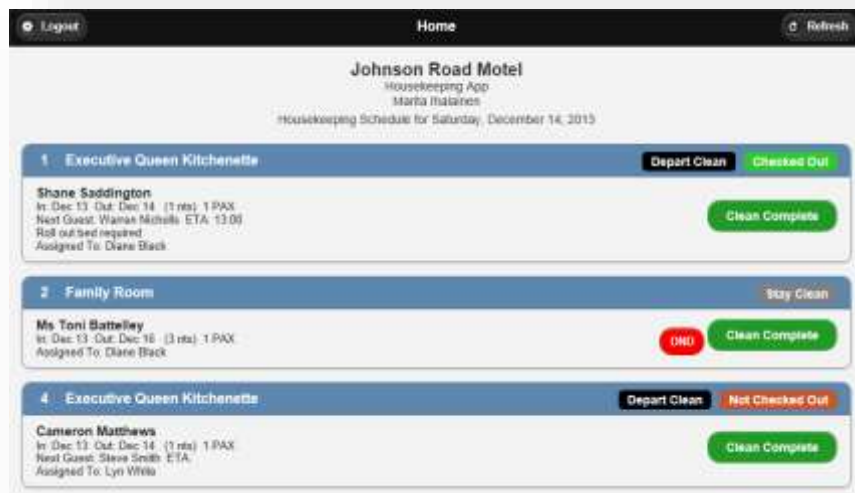 Logout
Home
Refresh
Johnson Road Motel
Housekeeping App
Marita Ihalainen
Housekeeping Schedule for Saturday, December 14, 2013
1 Executive Queen Kitchenette
Depart Clean
Checked Out
Shane Saddington
In: Dec 13 Out: Dec 14 (1 nts) 1 PAX
Next Guest: Warren Nicholls ETA: 13:00
Roll out bed required
Assigned To: Diane Black
Clean Complete
2 Family Room
Stay Clean
Ms Toni Battelley
In: Dec 13 Out: Dec 16 (3 nts) 1 PAX
Assigned To: Diane Black
DND
Clean Complete
4 Executive Queen Kitchenette
Depart Clean
Not Checked Out
Cameron Matthews
In: Dec 13 Out: Dec 14 (1 nts) 1 PAX
Next Guest: Steve Smith ETA:
Assigned To: Lyn White
Clean Complete